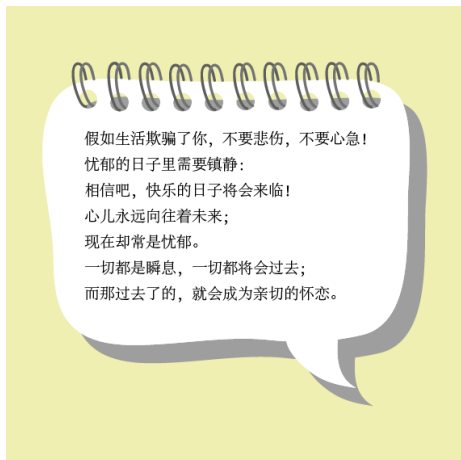 假如生活欺骗了你，不要悲伤，不要心急！
忧郁的日子里需要镇静：
相信吧，快乐的日子将会来临！
心儿永远向往着未来；
现在却常是忧郁。
一切都是瞬息，一切都将会过去；
而那过去了的，就会成为亲切的怀恋。